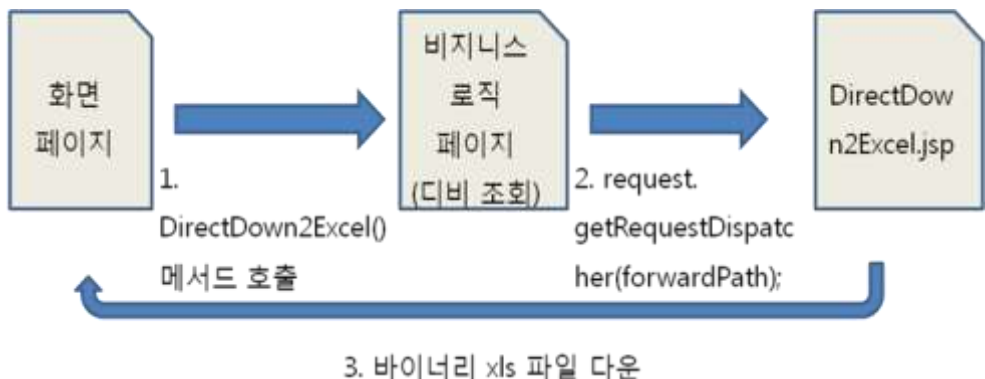 화면
페이지
비지니스
로직
페이지
(디비 조회)
DirectDow
n2Excel.jsp
1.
DirectDown2Excel()
메서드 호출
2. request.
getRequestDispatc
her(forwardPath);
3. 바이너리 xls 파일 다운